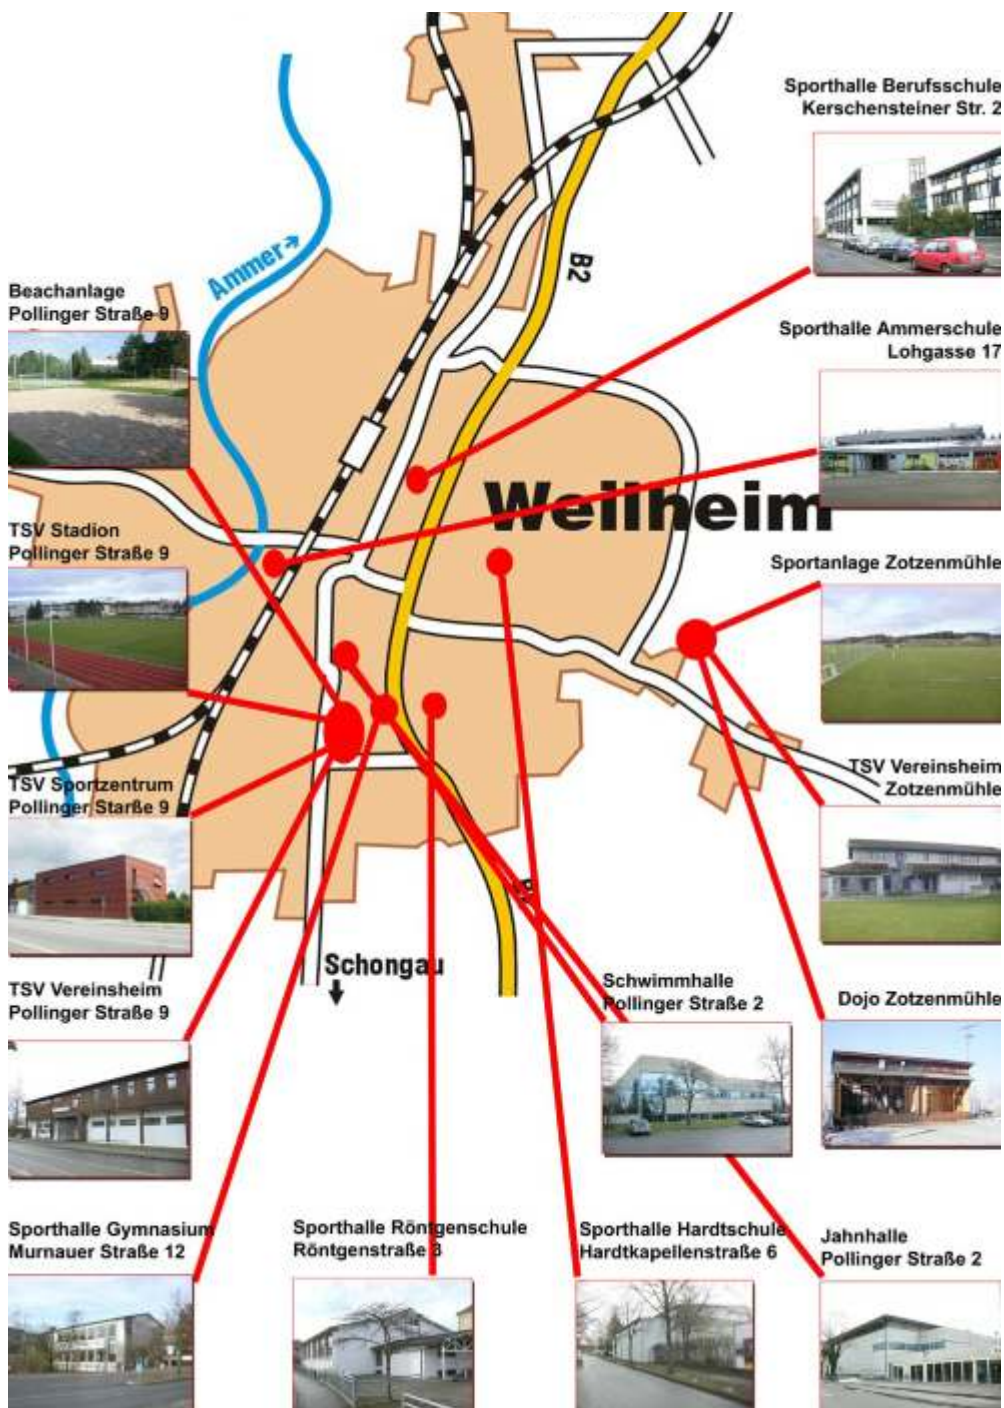 Sporthalle Berufsschule
Kerschensteiner Str. 2
B2
Ammer→
Beachanlage
Pollinger Straße 9
Sporthalle Ammerschule
Lohgasse 17
Weilheim
TSV Stadion
Pollinger Straße 9
Sportanlage Zotzenmühle
TSV Sportzentrum
Pollinger Starße 9
TSV Vereinsheim
Zotzenmühle
Schongau
TSV Vereinsheim
Pollinger Straße 9
Schwimmhalle
Pollinger Straße 2
Dojo Zotzenmühle
Sporthalle Gymnasium
Murnauer Straße 12
Sporthalle Röntgenschule
Röntgenstraße 3
Sporthalle Hardtschule
Hardtkapellenstraße 6
Jahnhalle
Pollinger Straße 2